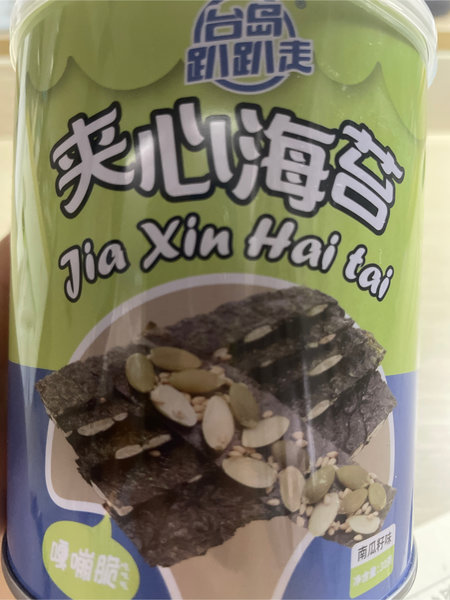 台岛
趴趴走
夹心海苔
Jia Xin Hai tai
嘎嘣脆
南瓜籽味